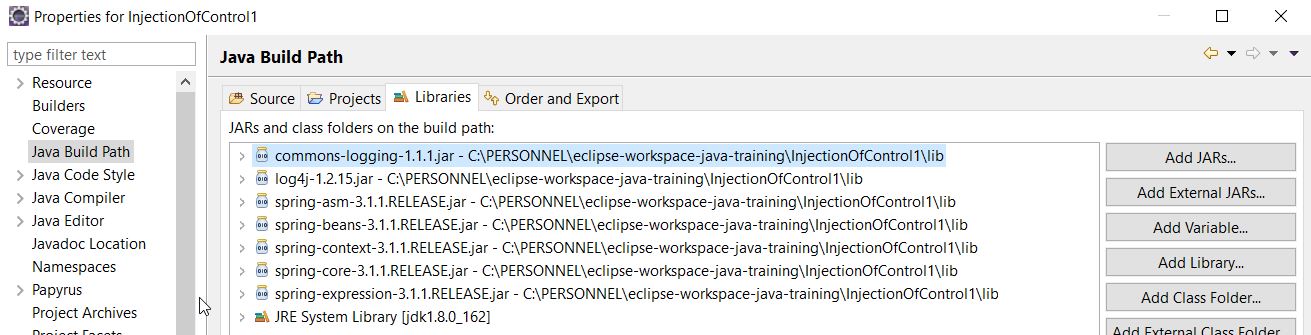 Properties for InjectionOfControl1
type filter text
Resource
Builders
Coverage
Java Build Path
Java Code Style
Java Compiler
Java Editor
Javadoc Location
Namespaces
Papyrus
Project Archives
Project Facets
Java Build Path
Source Projects Libraries Order and Export
JARs and class folders on the build path:
commons-logging-1.1.1.jar - C:\PERSONNEL\eclipse-workspace-java-training\InjectionOfControl1\lib
log4j-1.2.15.jar - C:\PERSONNEL\eclipse-workspace-java-training\InjectionOfControl1\lib
spring-asm-3.1.1.RELEASE.jar - C:\PERSONNEL\eclipse-workspace-java-training\InjectionOfControl1\lib
spring-beans-3.1.1.RELEASE.jar - C:\PERSONNEL\eclipse-workspace-java-training\InjectionOfControl1\lib
spring-context-3.1.1.RELEASE.jar - C:\PERSONNEL\eclipse-workspace-java-training\InjectionOfControl1\lib
spring-core-3.1.1.RELEASE.jar - C:\PERSONNEL\eclipse-workspace-java-training\InjectionOfControl1\lib
spring-expression-3.1.1.RELEASE.jar - C:\PERSONNEL\eclipse-workspace-java-training\InjectionOfControl1\lib
JRE System Library [jdk1.8.0_162]
Add JARs...
Add External JARs...
Add Variable...
Add Library...
Add Class Folder...
Add External Class Folder...